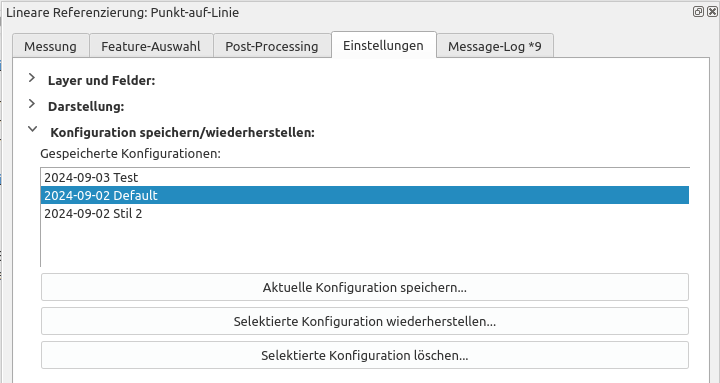 Lineare Referenzierung: Punkt-auf-Linie
Messung Feature-Auswahl Post-Processing Einstellungen Message-Log *9
Layer und Felder:
Darstellung:
Konfiguration speichern/wiederherstellen:
Gespeicherte Konfigurationen:
2024-09-03 Test
2024-09-02 Default
2024-09-02 Stil 2
Aktuelle Konfiguration speichern...
Selektierte Konfiguration wiederherstellen...
Selektierte Konfiguration löschen...